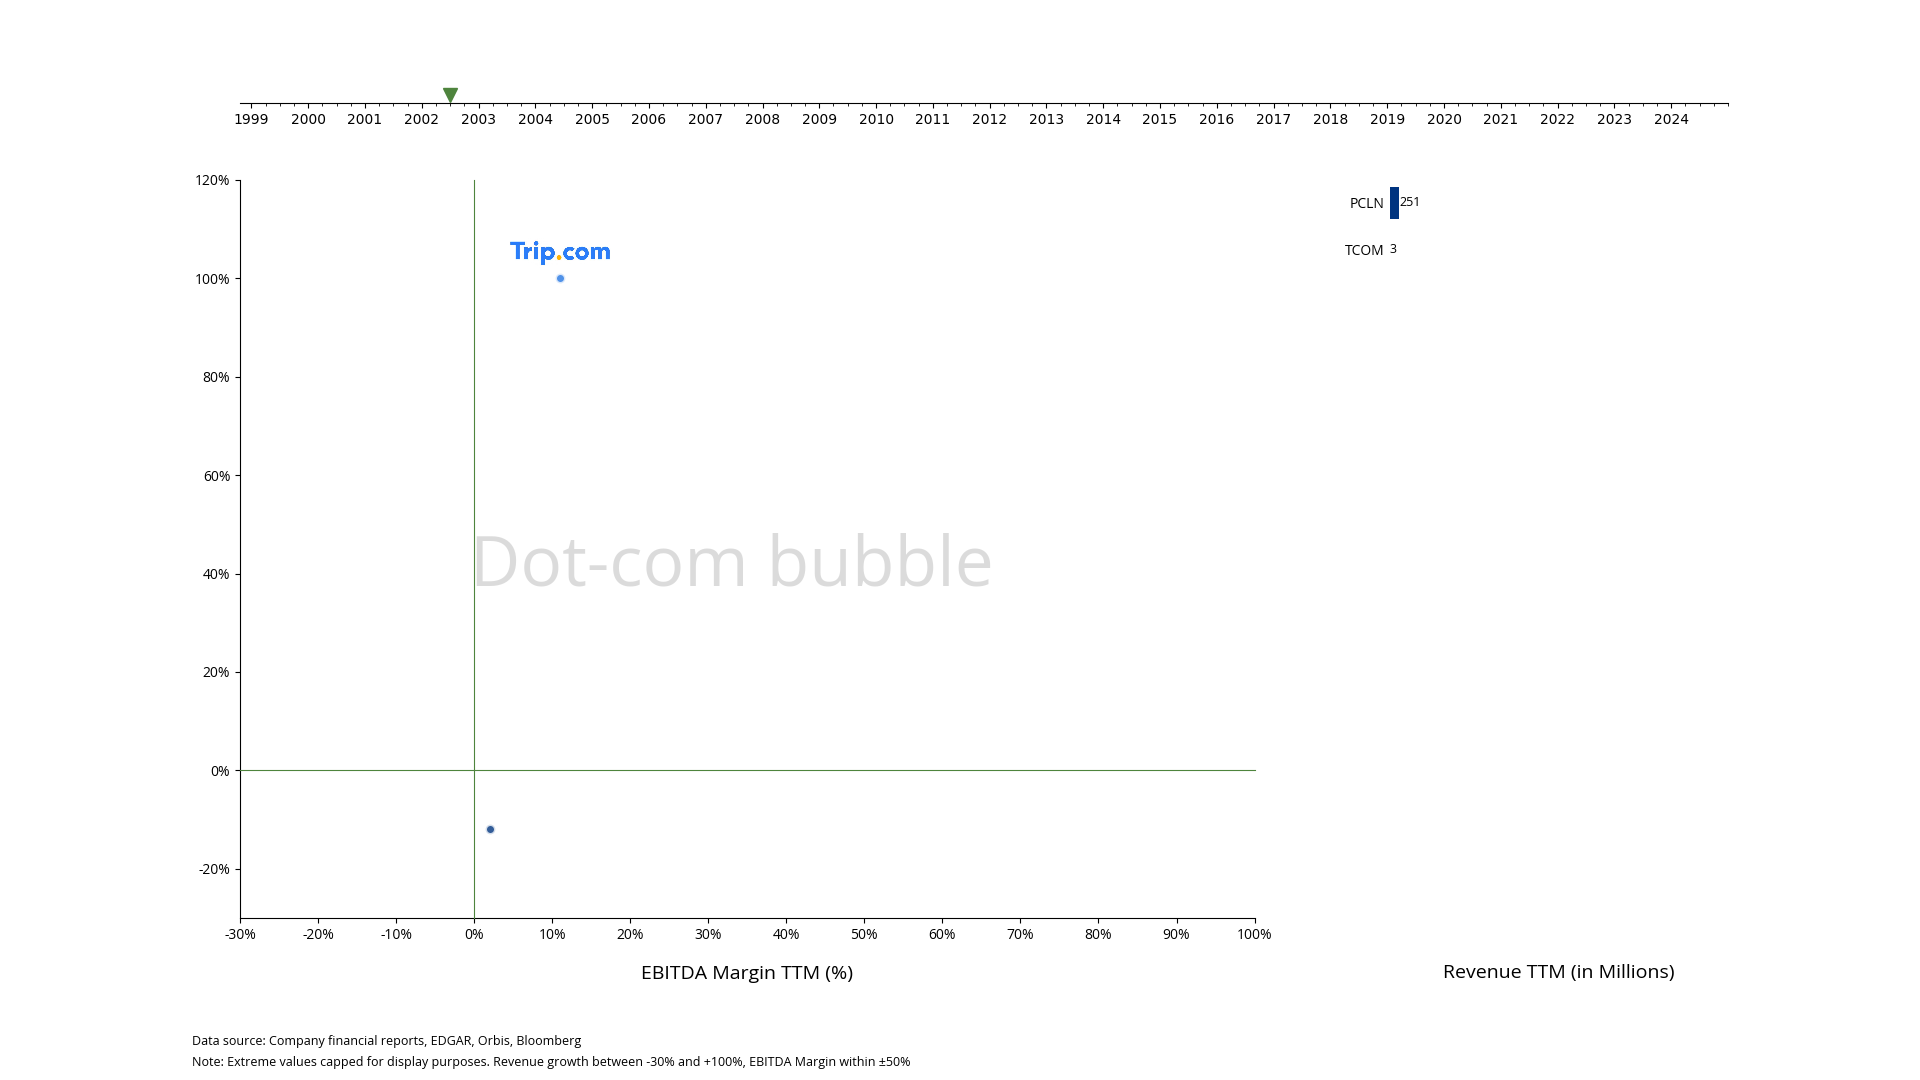 1999 2000 2001 2002 2003 2004 2005 2006 2007 2008 2009 2010 2011 2012 2013 2014 2015 2016 2017 2018 2019 2020 2021 2022 2023 2024
120%
100%
80%
60%
40%
20%
0%
-20%
Trip.com
Dot-com bubble
-30% -20% -10% 0% 10% 20% 30% 40% 50% 60% 70% 80% 90% 100%
EBITDA Margin TTM (%)
PCLN 251
TCOM 3
Revenue TTM (in Millions)
Data source: Company financial reports, EDGAR, Orbis, Bloomberg
Note: Extreme values capped for display purposes. Revenue growth between -30% and +100%, EBITDA Margin within ±50%